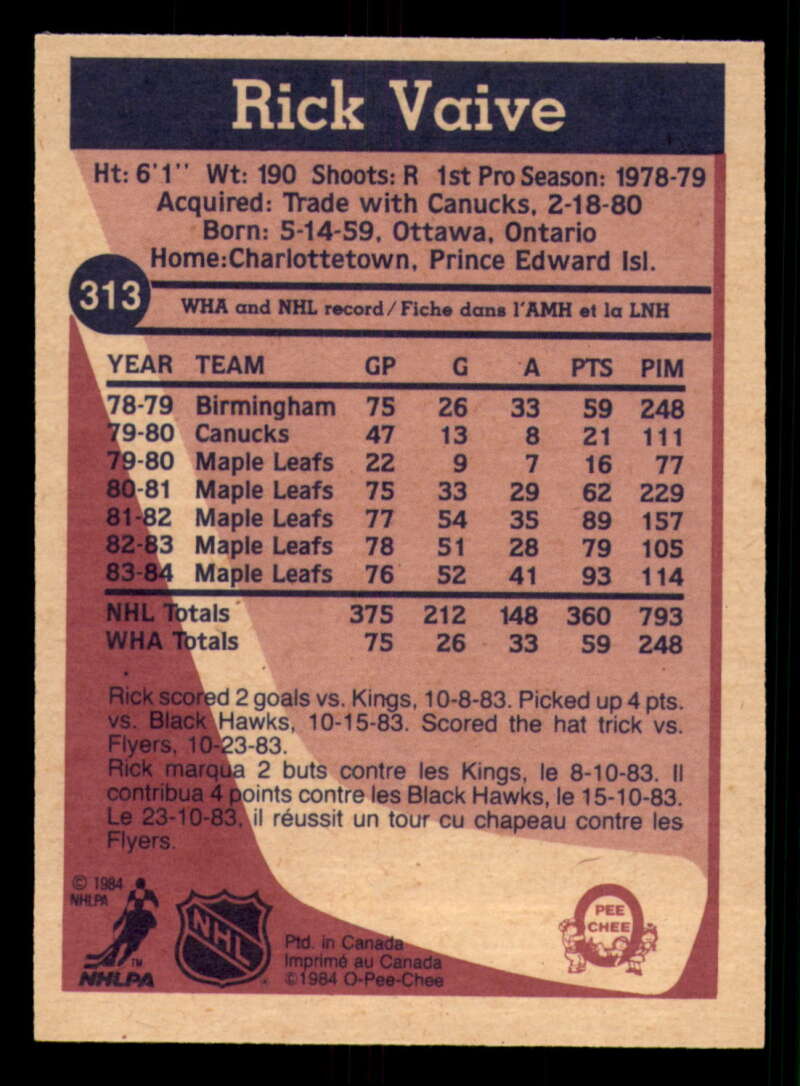 Rick Vaive
Ht: 6'1" Wt: 190 Shoots: R 1st Pro Season: 1978-79
Acquired: Trade with Canucks, 2-18-80
Born: 5-14-59, Ottawa, Ontario
Home:Charlottetown, Prince Edward Isl.
313
WHA and NHL record/Fiche dans l'AMH et la LNH
YEAR TEAM GP G A PTS PIM
78-79 Birmingham 75 26 33 59 248
79-80 Canucks 47 13 8 21 111
79-80 Maple Leafs 22 9 7 16 77
80-81 Maple Leafs 75 33 29 62 229
81-82 Maple Leafs 77 54 35 89 157
82-83 Maple Leafs 78 51 28 79 105
83-84 Maple Leafs 76 52 41 93 114
NHL Totals 375 212 148 360 793
WHA Totals 75 26 33 59 248
Rick scored 2 goals vs. Kings, 10-8-83. Picked up 4 pts.
vs. Black Hawks, 10-15-83. Scored the hat trick vs.
Flyers, 10-23-83.
Rick marqua 2 buts contre les Kings, le 8-10-83. Il
contribua 4 points contre les Black Hawks, le 15-10-83.
Le 23-10-83, il réussit un tour cu chapeau contre les
Flyers.
© 1984
NHLPA
TM
NHLPA
NHL
Ptd. in Canada
Imprimé au Canada
©1984 O-Pee-Chee
PEE
CHEE